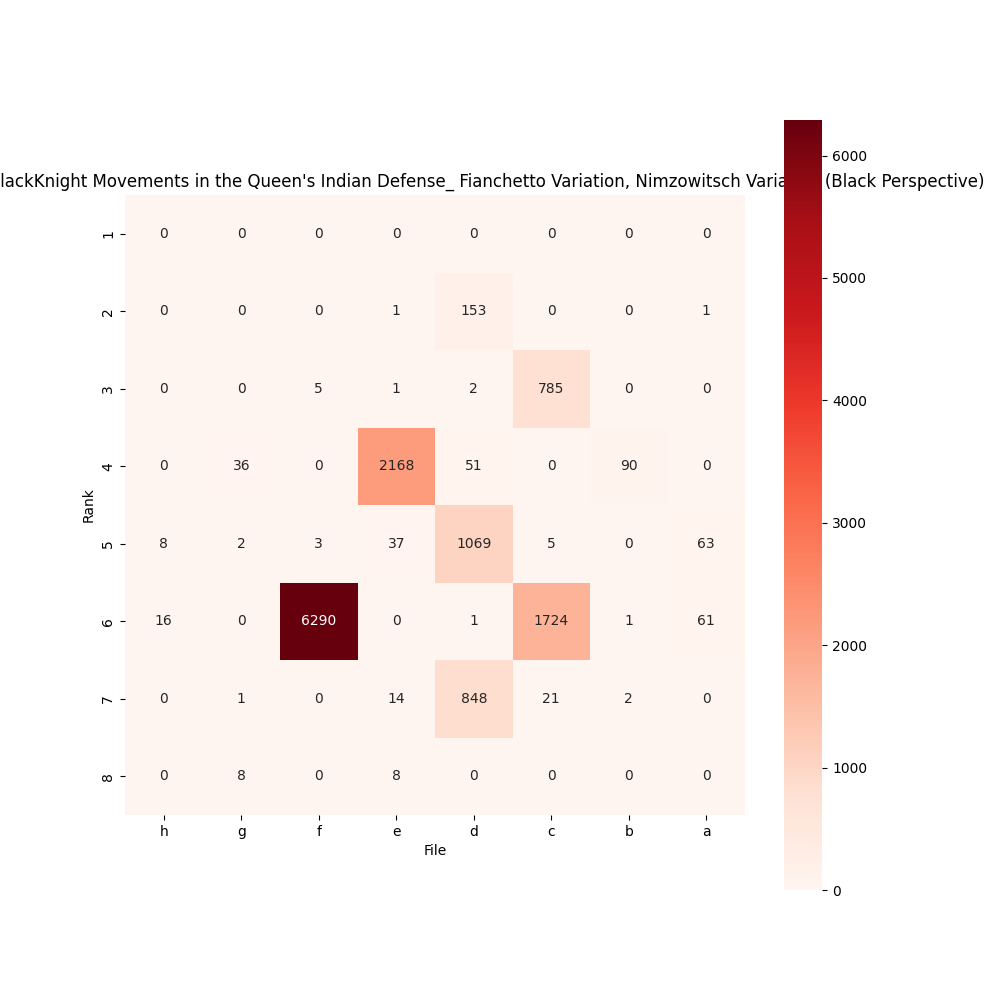 lackKnight Movements in the Queen's Indian Defense_ Fianchetto Variation, Nimzowitsch Varia (Black Perspective)
6000
5000
4000
3000
2000
1000
0
Rank
1 0 0 0 0 0 0 0 0
2 0 0 0 1 153 0 0 1
3 0 0 5 1 2 785 0 0
4 0 36 0 2168 51 0 90 0
5 8 2 3 37 1069 5 0 63
6 16 0 6290 0 1 1724 1 61
7 0 1 0 14 848 21 2 0
8 0 8 0 8 0 0 0 0
h g f e d c b a
File